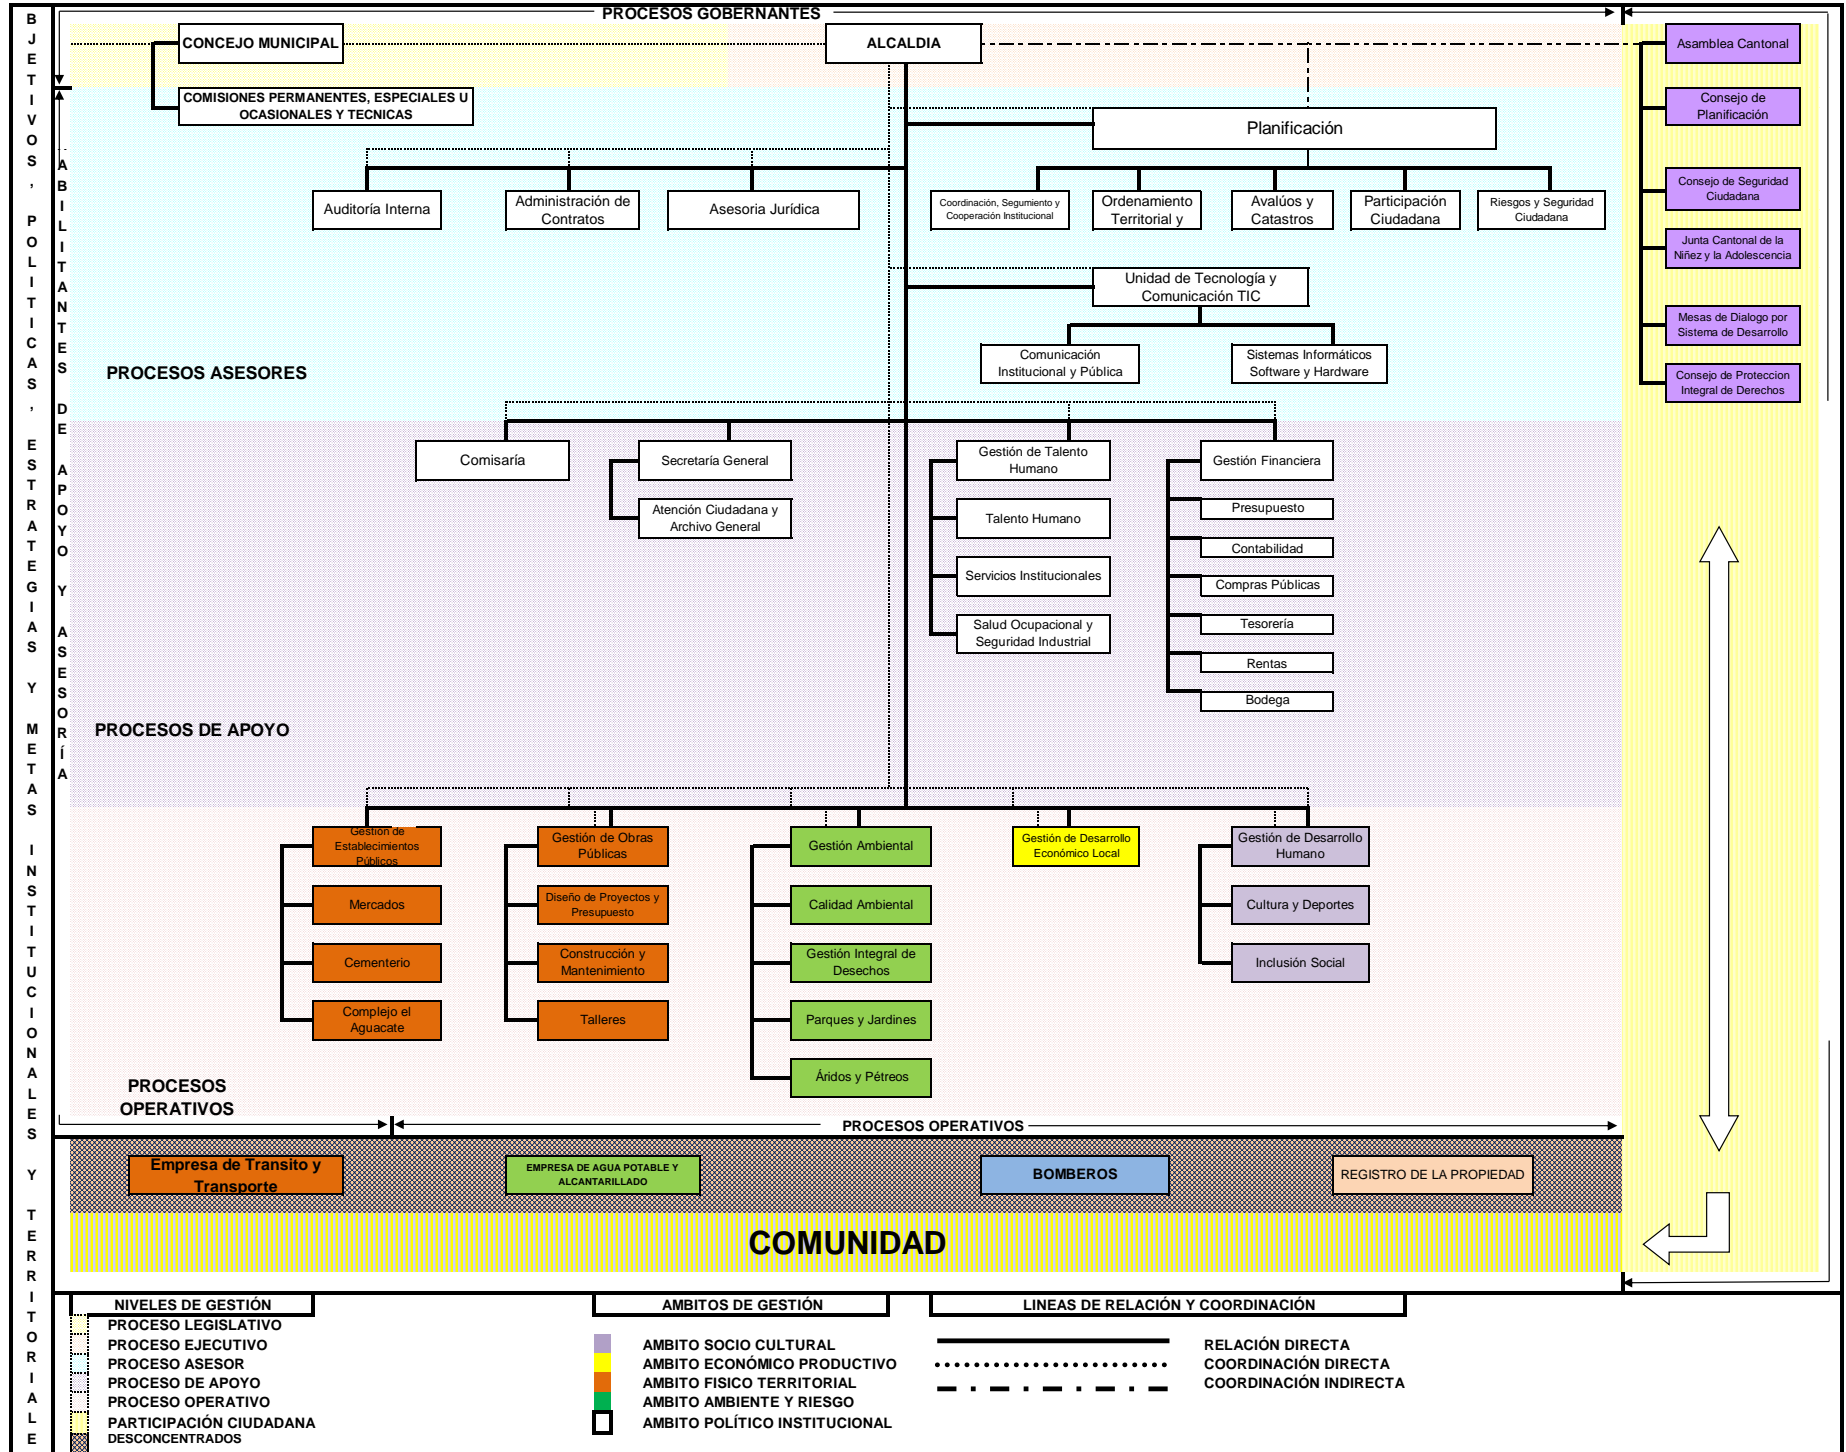 PROCESOS GOBERNANTES
CONCEJO MUNICIPAL
ALCALDIA
Asamblea Cantonal
COMISIONES PERMANENTES, ESPECIALES U
OCASIONALES Y TECNICAS
Consejo de
Planificación
Planificación
Auditoría Interna
Administración de
Contratos
Asesoria Jurídica
Coordinación, Segumiento y
Cooperación Institucional
Ordenamiento
Territorial y
Avalúos y
Catastros
Participación
Ciudadana
Riesgos y Seguridad
Ciudadana
Consejo de Seguridad
Ciudadana
Junta Cantonal de la
Niñez y la Adolescencia
Unidad de Tecnología y
Comunicación TIC
Mesas de Dialogo por
Sistema de Desarrollo
Comunicación
Institucional y Pública
Sistemas Informáticos
Software y Hardware
Consejo de Proteccion
Integral de Derechos
PROCESOS ASESORES
Comisaría
Secretaría General
Gestión de Talento
Humano
Gestión Financiera
Atención Ciudadana y
Archivo General
Talento Humano
Presupuesto
Contabilidad
Servicios Institucionales
Compras Públicas
Salud Ocupacional y
Seguridad Industrial
Tesorería
Rentas
Bodega
PROCESOS DE APOYO
Gestión de
Establecimientos
Públicos
Gestión de Obras
Públicas
Gestión Ambiental
Gestión de Desarrollo
Económico Local
Gestión de Desarrollo
Humano
Mercados
Diseño de Proyectos y
Presupuesto
Calidad Ambiental
Cultura y Deportes
Cementerio
Construcción y
Mantenimiento
Gestión Integral de
Desechos
Inclusión Social
Complejo el
Aguacate
Talleres
Parques y Jardines
Áridos y Pétreos
PROCESOS
OPERATIVOS
PROCESOS OPERATIVOS
Empresa de Transito y
Transporte
EMPRESA DE AGUA POTABLE Y
ALCANTARILLADO
BOMBEROS
REGISTRO DE LA PROPIEDAD
COMUNIDAD
BJETIVOS, POLITICAS, ESTRATEGIAS Y METAS INSTITUCIONALES Y TERRITORIALE
ABILITANTES DE APOYO Y ASESORÍA
NIVELES DE GESTIÓN
PROCESO LEGISLATIVO
PROCESO EJECUTIVO
PROCESO ASESOR
PROCESO DE APOYO
PROCESO OPERATIVO
PARTICIPACIÓN CIUDADANA
DESCONCENTRADOS
AMBITOS DE GESTIÓN
AMBITO SOCIO CULTURAL
AMBITO ECONÓMICO PRODUCTIVO
AMBITO FISICO TERRITORIAL
AMBITO AMBIENTE Y RIESGO
AMBITO POLÍTICO INSTITUCIONAL
LINEAS DE RELACIÓN Y COORDINACIÓN
RELACIÓN DIRECTA
COORDINACIÓN DIRECTA
COORDINACIÓN INDIRECTA